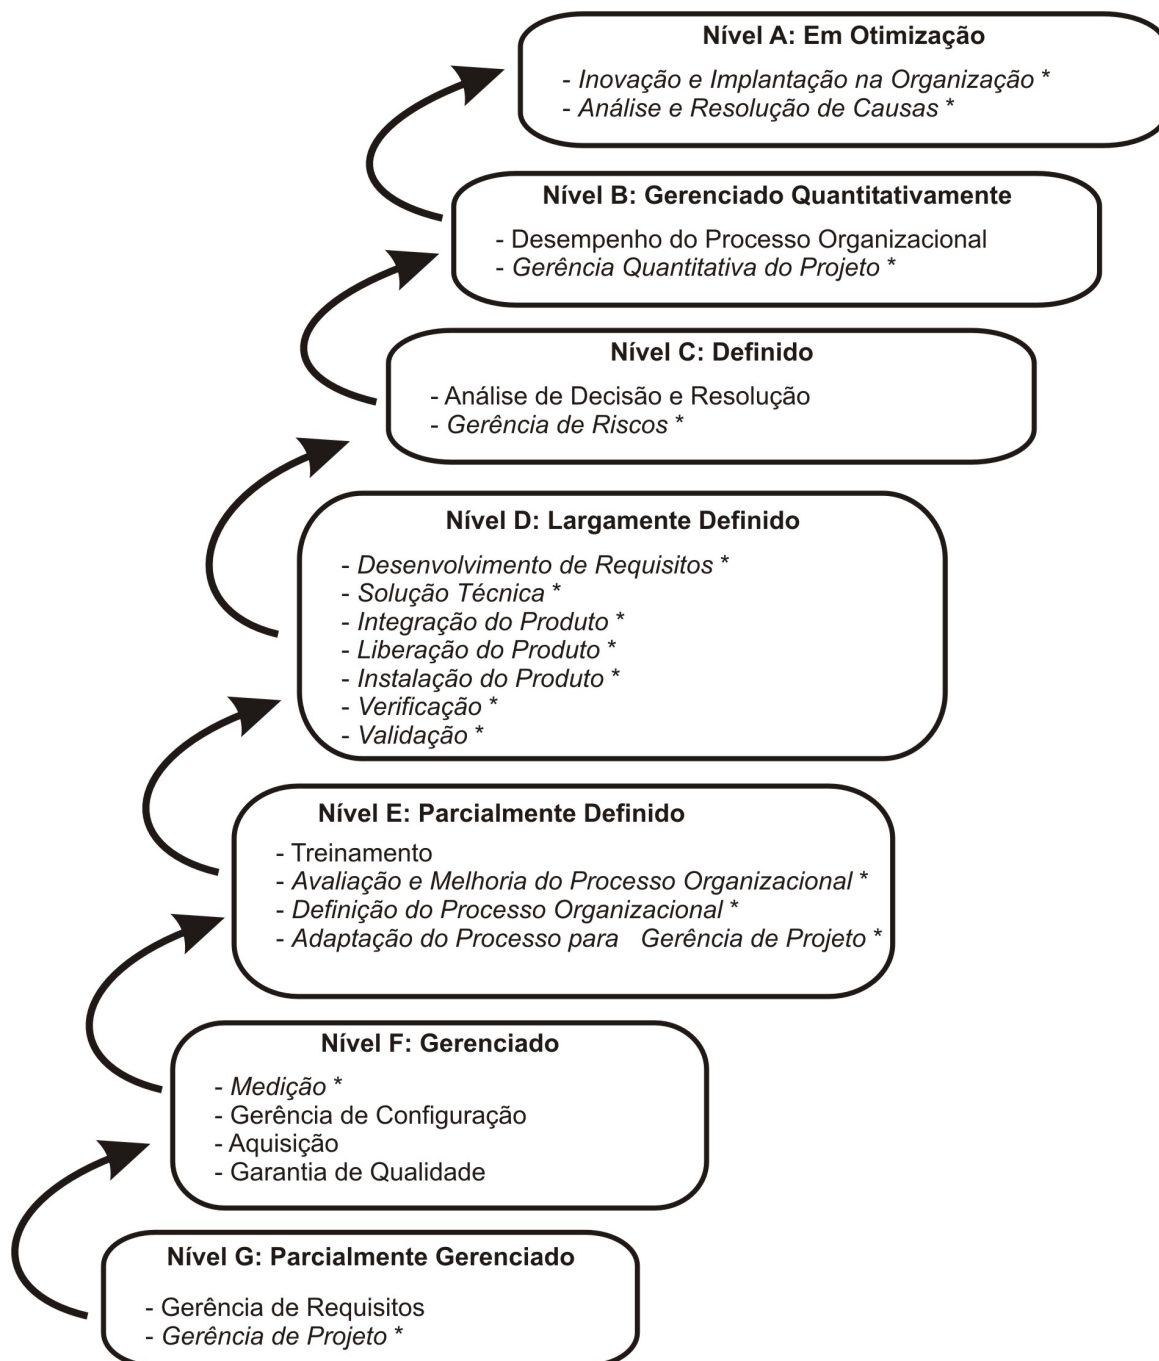 Nível A: Em Otimização
- Inovação e Implantação na Organização *
- Análise e Resolução de Causas *
Nível B: Gerenciado Quantitativamente
- Desempenho do Processo Organizacional
- Gerência Quantitativa do Projeto *
Nível C: Definido
- Análise de Decisão e Resolução
- Gerência de Riscos *
Nível D: Largamente Definido
- Desenvolvimento de Requisitos *
- Solução Técnica *
- Integração do Produto *
- Liberação do Produto *
- Instalação do Produto *
- Verificação *
- Validação *
Nível E: Parcialmente Definido
- Treinamento
- Avaliação e Melhoria do Processo Organizacional *
- Definição do Processo Organizacional *
- Adaptação do Processo para Gerência de Projeto *
Nível F: Gerenciado
- Medição *
- Gerência de Configuração
- Aquisição
- Garantia de Qualidade
Nível G: Parcialmente Gerenciado
- Gerência de Requisitos
- Gerência de Projeto *